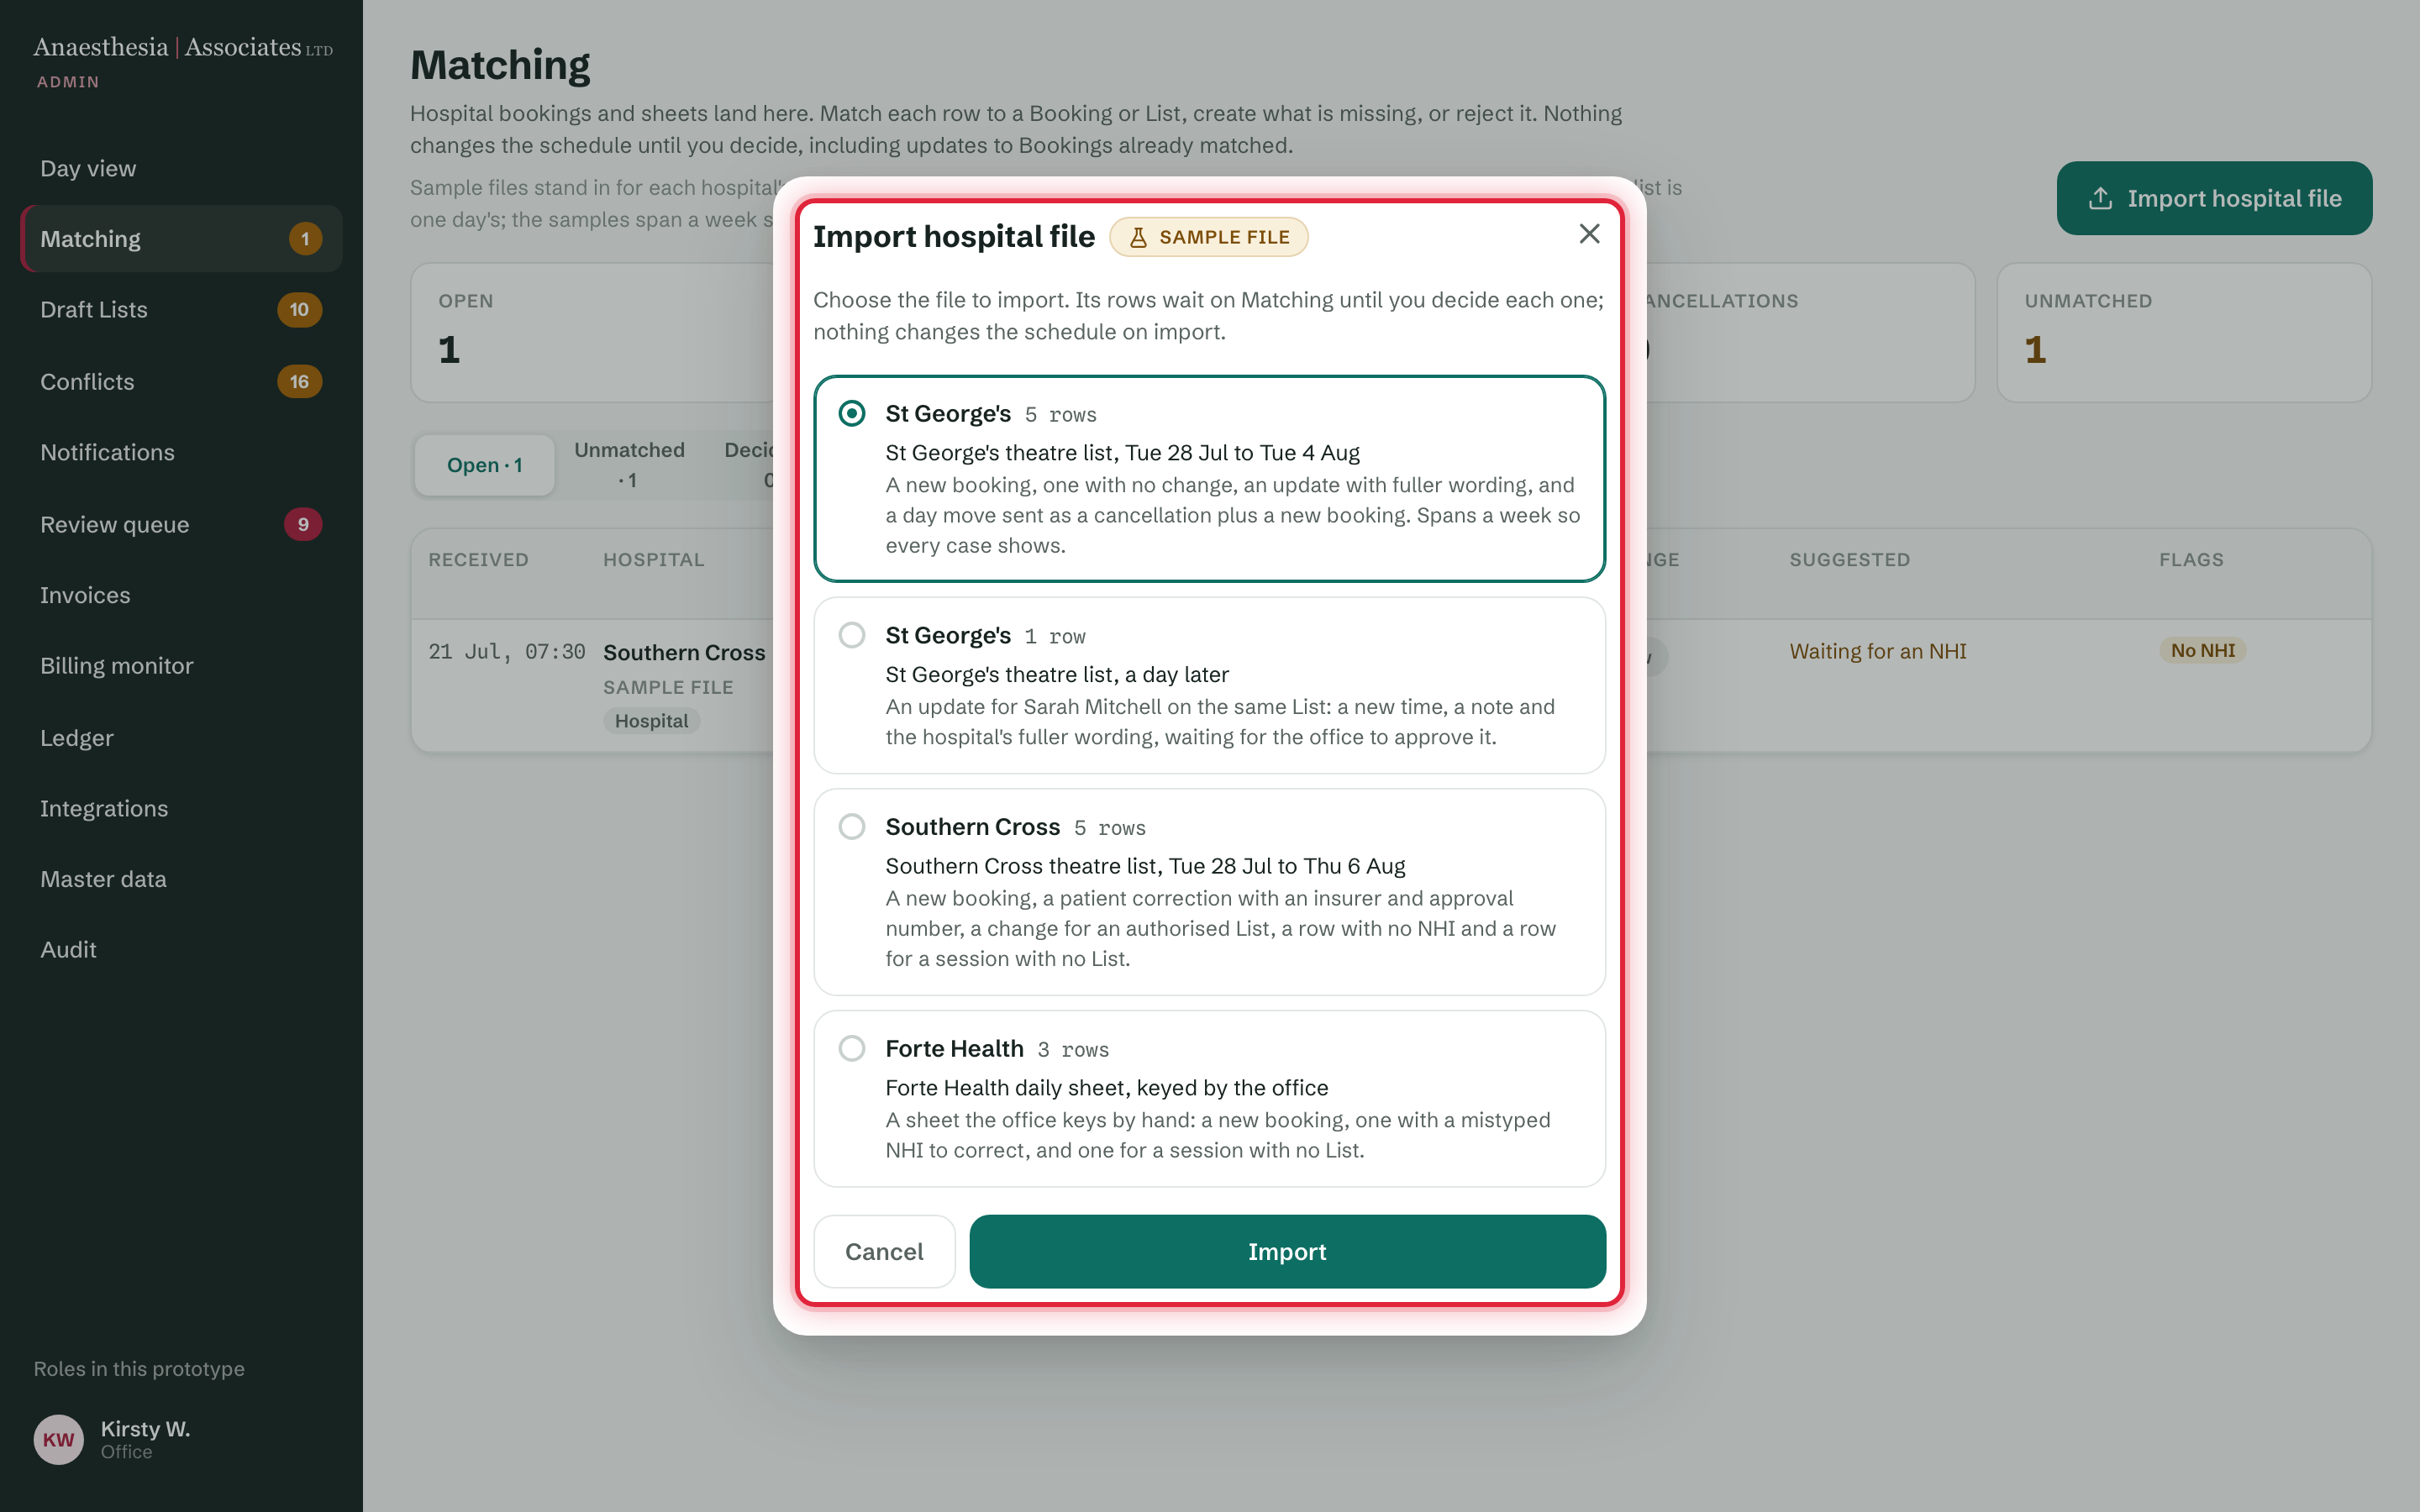 Anaesthesia | Associates LTD
ADMIN
Day view
Matching 1
Draft Lists 10
Conflicts 16
Notifications
Review queue 9
Invoices
Billing monitor
Ledger
Integrations
Master data
Audit
Roles in this prototype
KW
Kirsty W.
Office
Matching
Hospital bookings and sheets land here. Match each row to a Booking or List, create what is missing, or reject it. Nothing
changes the schedule until you decide, including updates to Bookings already matched.
Sample files stand in for each hospital's
list is
one day's; the samples span a week s
Import hospital file
OPEN
1
ANCELLATIONS
UNMATCHED
1
Open · 1
Unmatched
· 1
Decid
RECEIVED
HOSPITAL
NGE
SUGGESTED
FLAGS
21 Jul, 07:30
Southern Cross
SAMPLE FILE
Hospital
Waiting for an NHI
No NHI
Import hospital file
SAMPLE FILE
Choose the file to import. Its rows wait on Matching until you decide each one;
nothing changes the schedule on import.
St George's 5 rows
St George's theatre list, Tue 28 Jul to Tue 4 Aug
A new booking, one with no change, an update with fuller wording, and
a day move sent as a cancellation plus a new booking. Spans a week so
every case shows.
St George's 1 row
St George's theatre list, a day later
An update for Sarah Mitchell on the same List: a new time, a note and
the hospital's fuller wording, waiting for the office to approve it.
Southern Cross 5 rows
Southern Cross theatre list, Tue 28 Jul to Thu 6 Aug
A new booking, a patient correction with an insurer and approval
number, a change for an authorised List, a row with no NHI and a row
for a session with no List.
Forte Health 3 rows
Forte Health daily sheet, keyed by the office
A sheet the office keys by hand: a new booking, one with a mistyped
NHI to correct, and one for a session with no List.
Cancel
Import